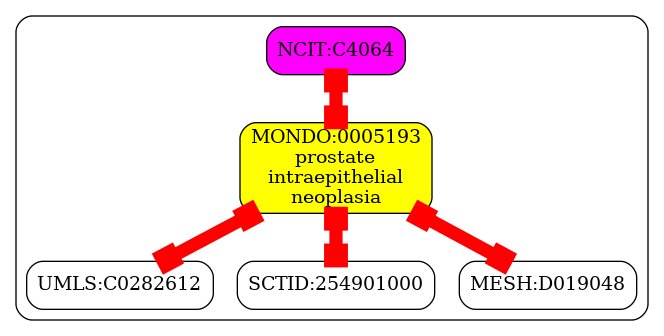 NCIT:C4064
MONDO:0005193
prostate
intraepithelial
neoplasia
UMLS:C0282612
SCTID:254901000
MESH:D019048